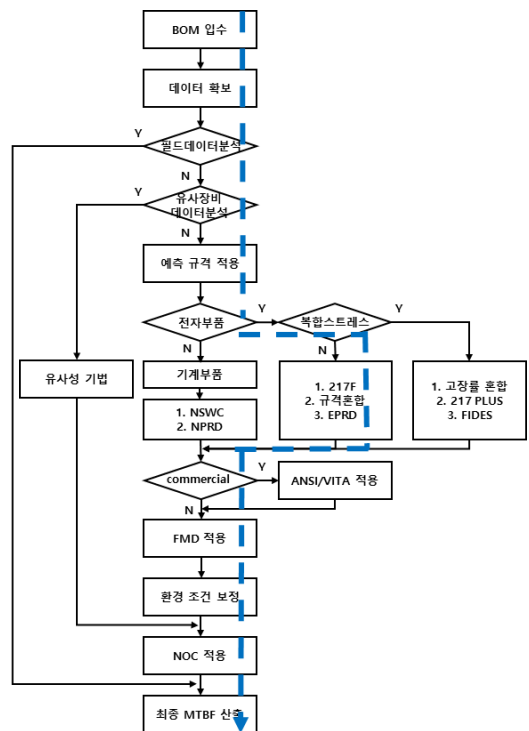 BOM 입수
데이터 확보
Y
필드데이터분석
N
Y
유사장비
데이터분석
N
예측 규격 적용
전자부품
Y
복합스트레스
Y
N
N
유사성 기법
기계부품
1. 217F
2. 규격혼합
3. EPRD
1. 고장률 혼합
2. 217 PLUS
3. FIDES
1. NSWC
2. NPRD
commercial
Y
ANSI/VITA 적용
N
FMD 적용
환경 조건 보정
NOC 적용
최종 MTBF 산출